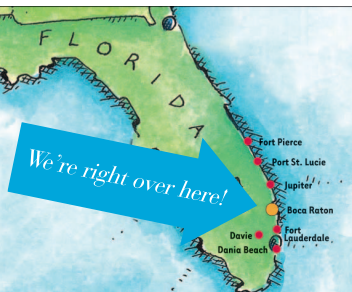 FLORIDA
We're right over here!
Fort Pierce
Port St. Lucie
Jupiter
Boca Raton
Fort
Lauderdale
Davie
Dania Beach